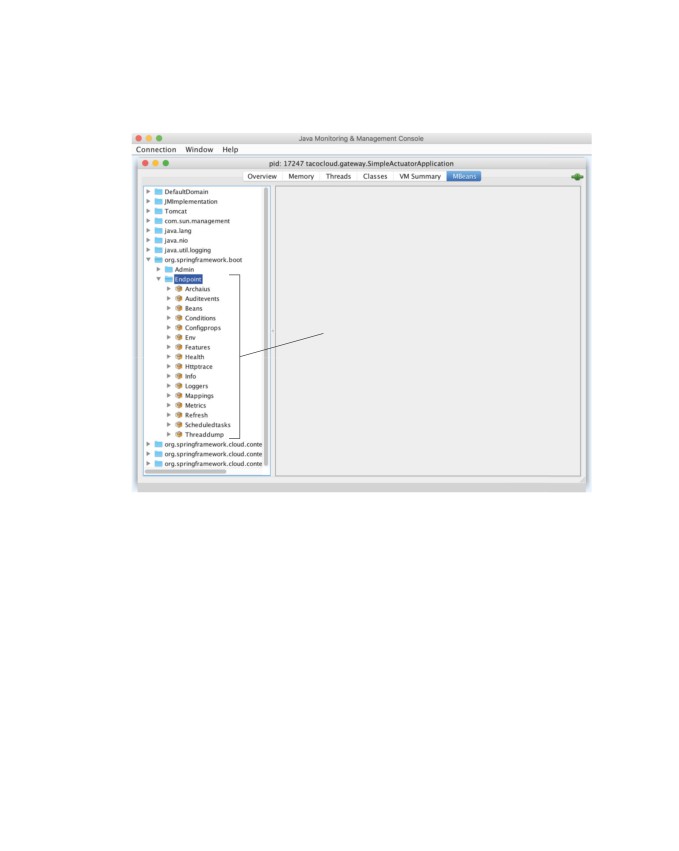 Java Monitoring & Management Console
Connection Window Help
pid: 17247 tacocloud.gateway.SimpleActuatorApplication
Overview Memory Threads Classes VM Summary MBeans
DefaultDomain
JMImplementation
Tomcat
com.sun.management
java.lang
java.nio
java.util.logging
org.springframework.boot
Admin
Endpoint
Archaius
Auditevents
Beans
Conditions
Configprops
Env
Features
Health
Httptrace
Info
Loggers
Mappings
Metrics
Refresh
Scheduledtasks
Threaddump
org.springframework.cloud.conte
org.springframework.cloud.conte
org.springframework.cloud.conte